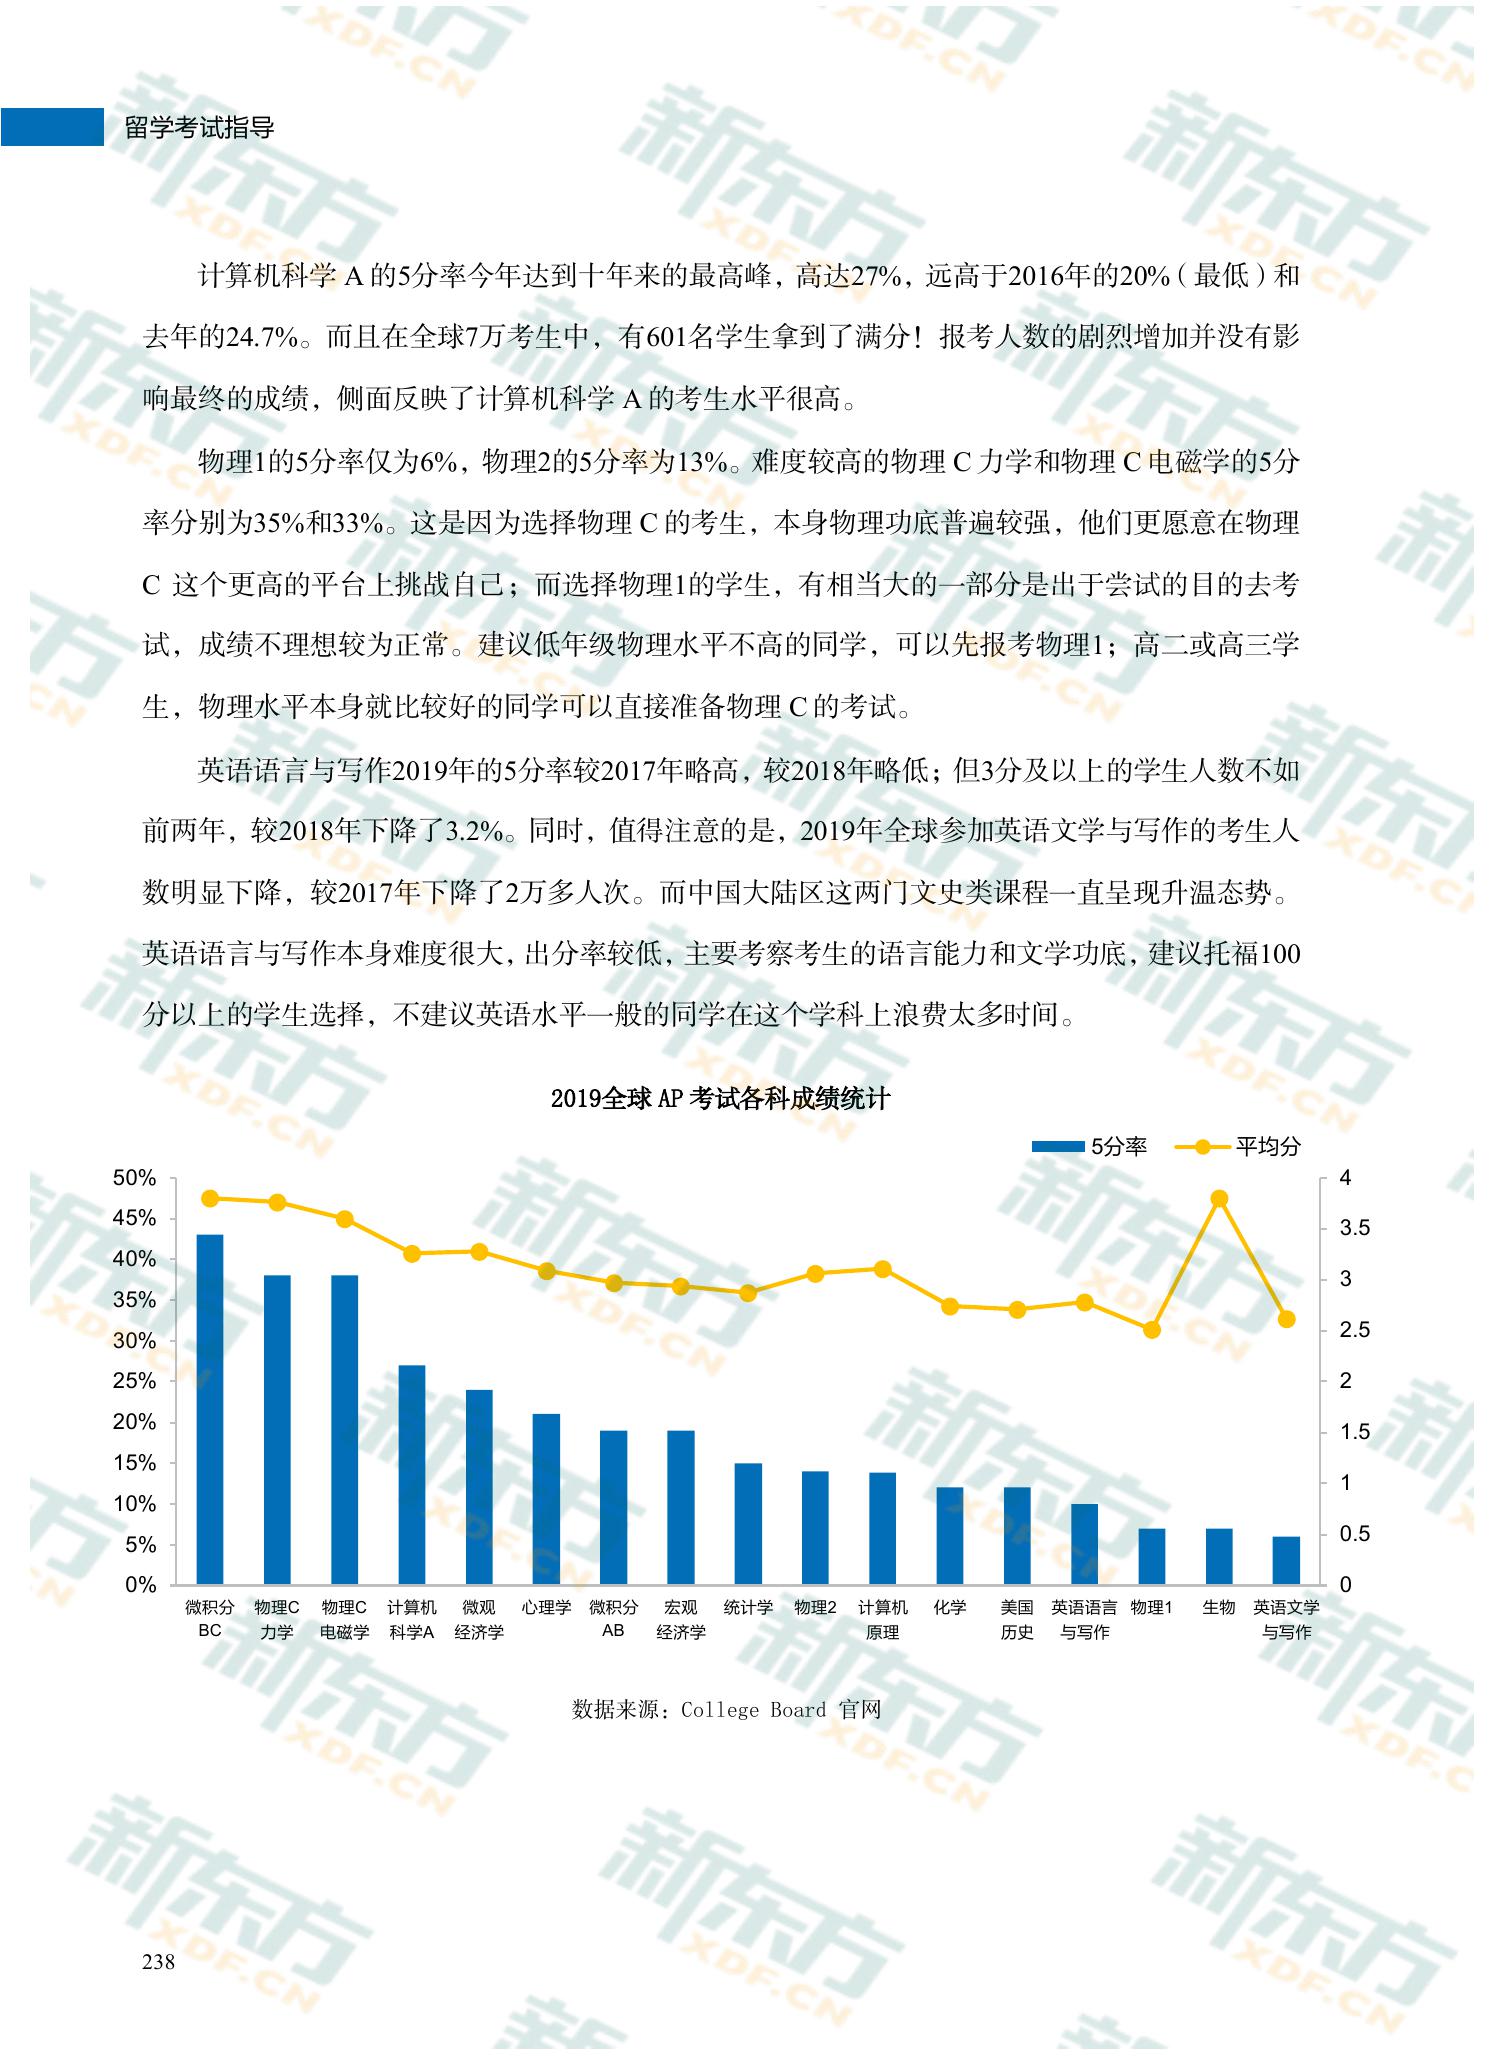 留学考试指导
计算机科学 A 的5分率今年达到十年来的最高峰，高达27%，远高于2016年的20%（最低）和
去年的24.7%。而且在全球7万考生中，有601名学生拿到了满分！报考人数的剧烈增加并没有影
响最终的成绩，侧面反映了计算机科学 A 的考生水平很高。
物理1的5分率仅为6%，物理2的5分率为13%。难度较高的物理 C 力学和物理 C 电磁学的5分
率分别为35%和33%。这是因为选择物理 C 的考生，本身物理功底普遍较强，他们更愿意在物理
C 这个更高的平台上挑战自己；而选择物理1的学生，有相当大的一部分是出于尝试的目的去考
试，成绩不理想较为正常。建议低年级物理水平不高的同学，可以先报考物理1；高二或高三学
生，物理水平本身就比较好的同学可以直接准备物理 C 的考试。
英语语言与写作2019年的5分率较2017年略高，较2018年略低；但3分及以上的学生人数不如
前两年，较2018年下降了3.2%。同时，值得注意的是，2019年全球参加英语文学与写作的考生人
数明显下降，较2017年下降了2万多人次。而中国大陆区这两门文史类课程一直呈现升温态势。
英语语言与写作本身难度很大，出分率较低，主要考察考生的语言能力和文学功底，建议托福100
分以上的学生选择，不建议英语水平一般的同学在这个学科上浪费太多时间。
2019全球 AP 考试各科成绩统计
5分率 平均分
50% 4
45%
3.5
40%
3
35%
30%
2.5
25% 2
20%
1.5
15%
1
10%
0.5
5%
0% 0
微积分 物理C 物理C 计算机 微观 心理学 微积分 宏观 统计学 物理2 计算机 化学 美国 英语语言 物理1 生物 英语文学
BC 力学 电磁学 科学A 经济学 AB 经济学 原理 历史 与写作 与写作
数据来源：College Board 官网
238
新东方
XDF.CN